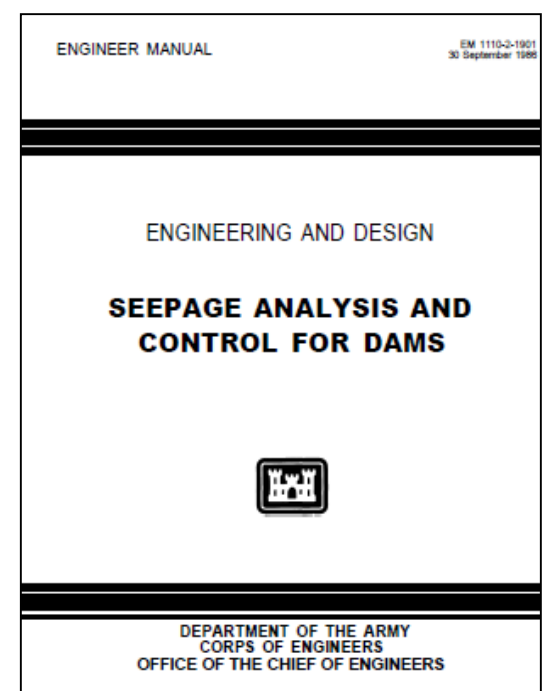 ENGINEER MANUAL
EM 1110-2-1901
30 September 1986
ENGINEERING AND DESIGN
SEEPAGE ANALYSIS AND
CONTROL FOR DAMS
DEPARTMENT OF THE ARMY
CORPS OF ENGINEERS
OFFICE OF THE CHIEF OF ENGINEERS